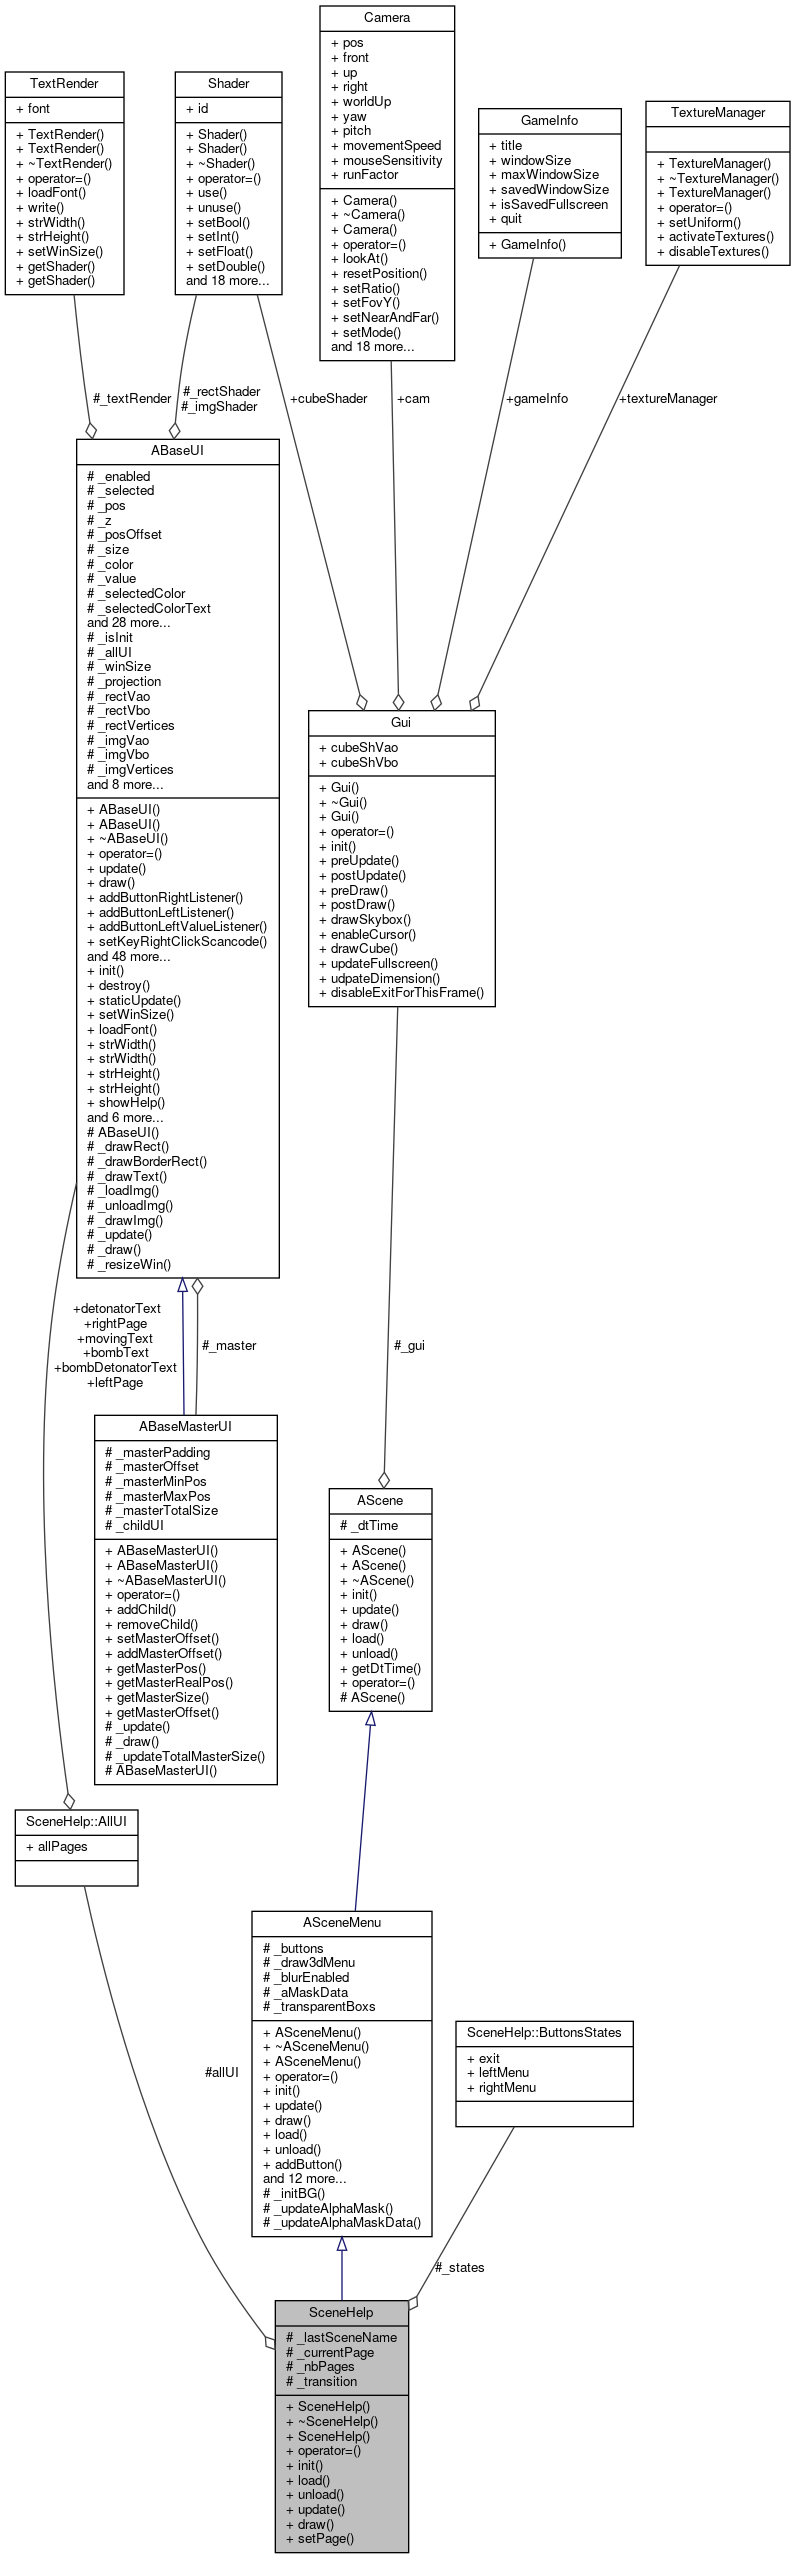 Camera
+ pos
+ front
+ up
+ right
+ worldUp
+ yaw
+ pitch
+ movementSpeed
+ mouseSensitivity
+ runFactor
+ Camera()
+ ~Camera()
+ Camera()
+ operator=()
+ lookAt()
+ resetPosition()
+ setRatio()
+ setFovY()
+ setNearAndFar()
+ setMode()
and 18 more...
TextRender
+ font
+ TextRender()
+ TextRender()
+ ~TextRender()
+ operator=()
+ loadFont()
+ write()
+ strWidth()
+ strHeight()
+ setWinSize()
+ getShader()
+ getShader()
Shader
+ id
+ Shader()
+ Shader()
+ ~Shader()
+ operator=()
+ use()
+ unuse()
+ setBool()
+ setInt()
+ setFloat()
+ setDouble()
and 18 more...
GameInfo
+ title
+ windowSize
+ maxWindowSize
+ savedWindowSize
+ isSavedFullscreen
+ quit
+ GameInfo()
TextureManager
+ TextureManager()
+ ~TextureManager()
+ TextureManager()
+ operator=()
+ setUniform()
+ activateTextures()
+ disableTextures()
#_textRender
#_rectShader
#_imgShader
+cubeShader
+cam
+gameInfo
+textureManager
ABaseUI
# _enabled
# _selected
# _pos
# _z
# _posOffset
# _size
# _color
# _value
# _selectedColor
# _selectedColorText
and 28 more...
# _isInit
# _allUI
# _winSize
# _projection
# _rectVao
# _rectVbo
# _rectVertices
# _imgVao
# _imgVbo
# _imgVertices
and 8 more...
+ ABaseUI()
+ ABaseUI()
+ ~ABaseUI()
+ operator=()
+ update()
+ draw()
+ addButtonRightListener()
+ addButtonLeftListener()
+ addButtonLeftValueListener()
+ setKeyRightClickScancode()
and 48 more...
+ init()
+ destroy()
+ staticUpdate()
+ setWinSize()
+ loadFont()
+ strWidth()
+ strWidth()
+ strHeight()
+ strHeight()
+ showHelp()
and 6 more...
# ABaseUI()
# _drawRect()
# _drawBorderRect()
# _drawText()
# _loadImg()
# _unloadImg()
# _drawImg()
# _update()
# _draw()
# _resizeWin()
Gui
+ cubeShVao
+ cubeShVbo
+ Gui()
+ ~Gui()
+ Gui()
+ operator=()
+ init()
+ preUpdate()
+ postUpdate()
+ preDraw()
+ postDraw()
+ drawSkybox()
+ enableCursor()
+ drawCube()
+ updateFullscreen()
+ udpateDimension()
+ disableExitForThisFrame()
+detonatorText
+rightPage
+movingText
+bombText
+bombDetonatorText
+leftPage
#_master
#_gui
ABaseMasterUI
# _masterPadding
# _masterOffset
# _masterMinPos
# _masterMaxPos
# _masterTotalSize
# _childUI
+ ABaseMasterUI()
+ ABaseMasterUI()
+ ~ABaseMasterUI()
+ operator=()
+ addChild()
+ removeChild()
+ setMasterOffset()
+ addMasterOffset()
+ getMasterPos()
+ getMasterRealPos()
+ getMasterSize()
+ getMasterOffset()
# _update()
# _draw()
# _updateTotalMasterSize()
# ABaseMasterUI()
AScene
# _dtTime
+ AScene()
+ AScene()
+ ~AScene()
+ init()
+ update()
+ draw()
+ load()
+ unload()
+ getDtTime()
+ operator=()
# AScene()
SceneHelp::AllUI
+ allPages
ASceneMenu
# _buttons
# _draw3dMenu
# _blurEnabled
# _aMaskData
# _transparentBoxs
+ ASceneMenu()
+ ~ASceneMenu()
+ ASceneMenu()
+ operator=()
+ init()
+ update()
+ draw()
+ load()
+ unload()
+ addButton()
and 12 more...
# _initBG()
# _updateAlphaMask()
# _updateAlphaMaskData()
SceneHelp::ButtonsStates
+ exit
+ leftMenu
+ rightMenu
#allUI
#_states
SceneHelp
# _lastSceneName
# _currentPage
# _nbPages
# _transition
+ SceneHelp()
+ ~SceneHelp()
+ SceneHelp()
+ operator=()
+ init()
+ load()
+ unload()
+ update()
+ draw()
+ setPage()